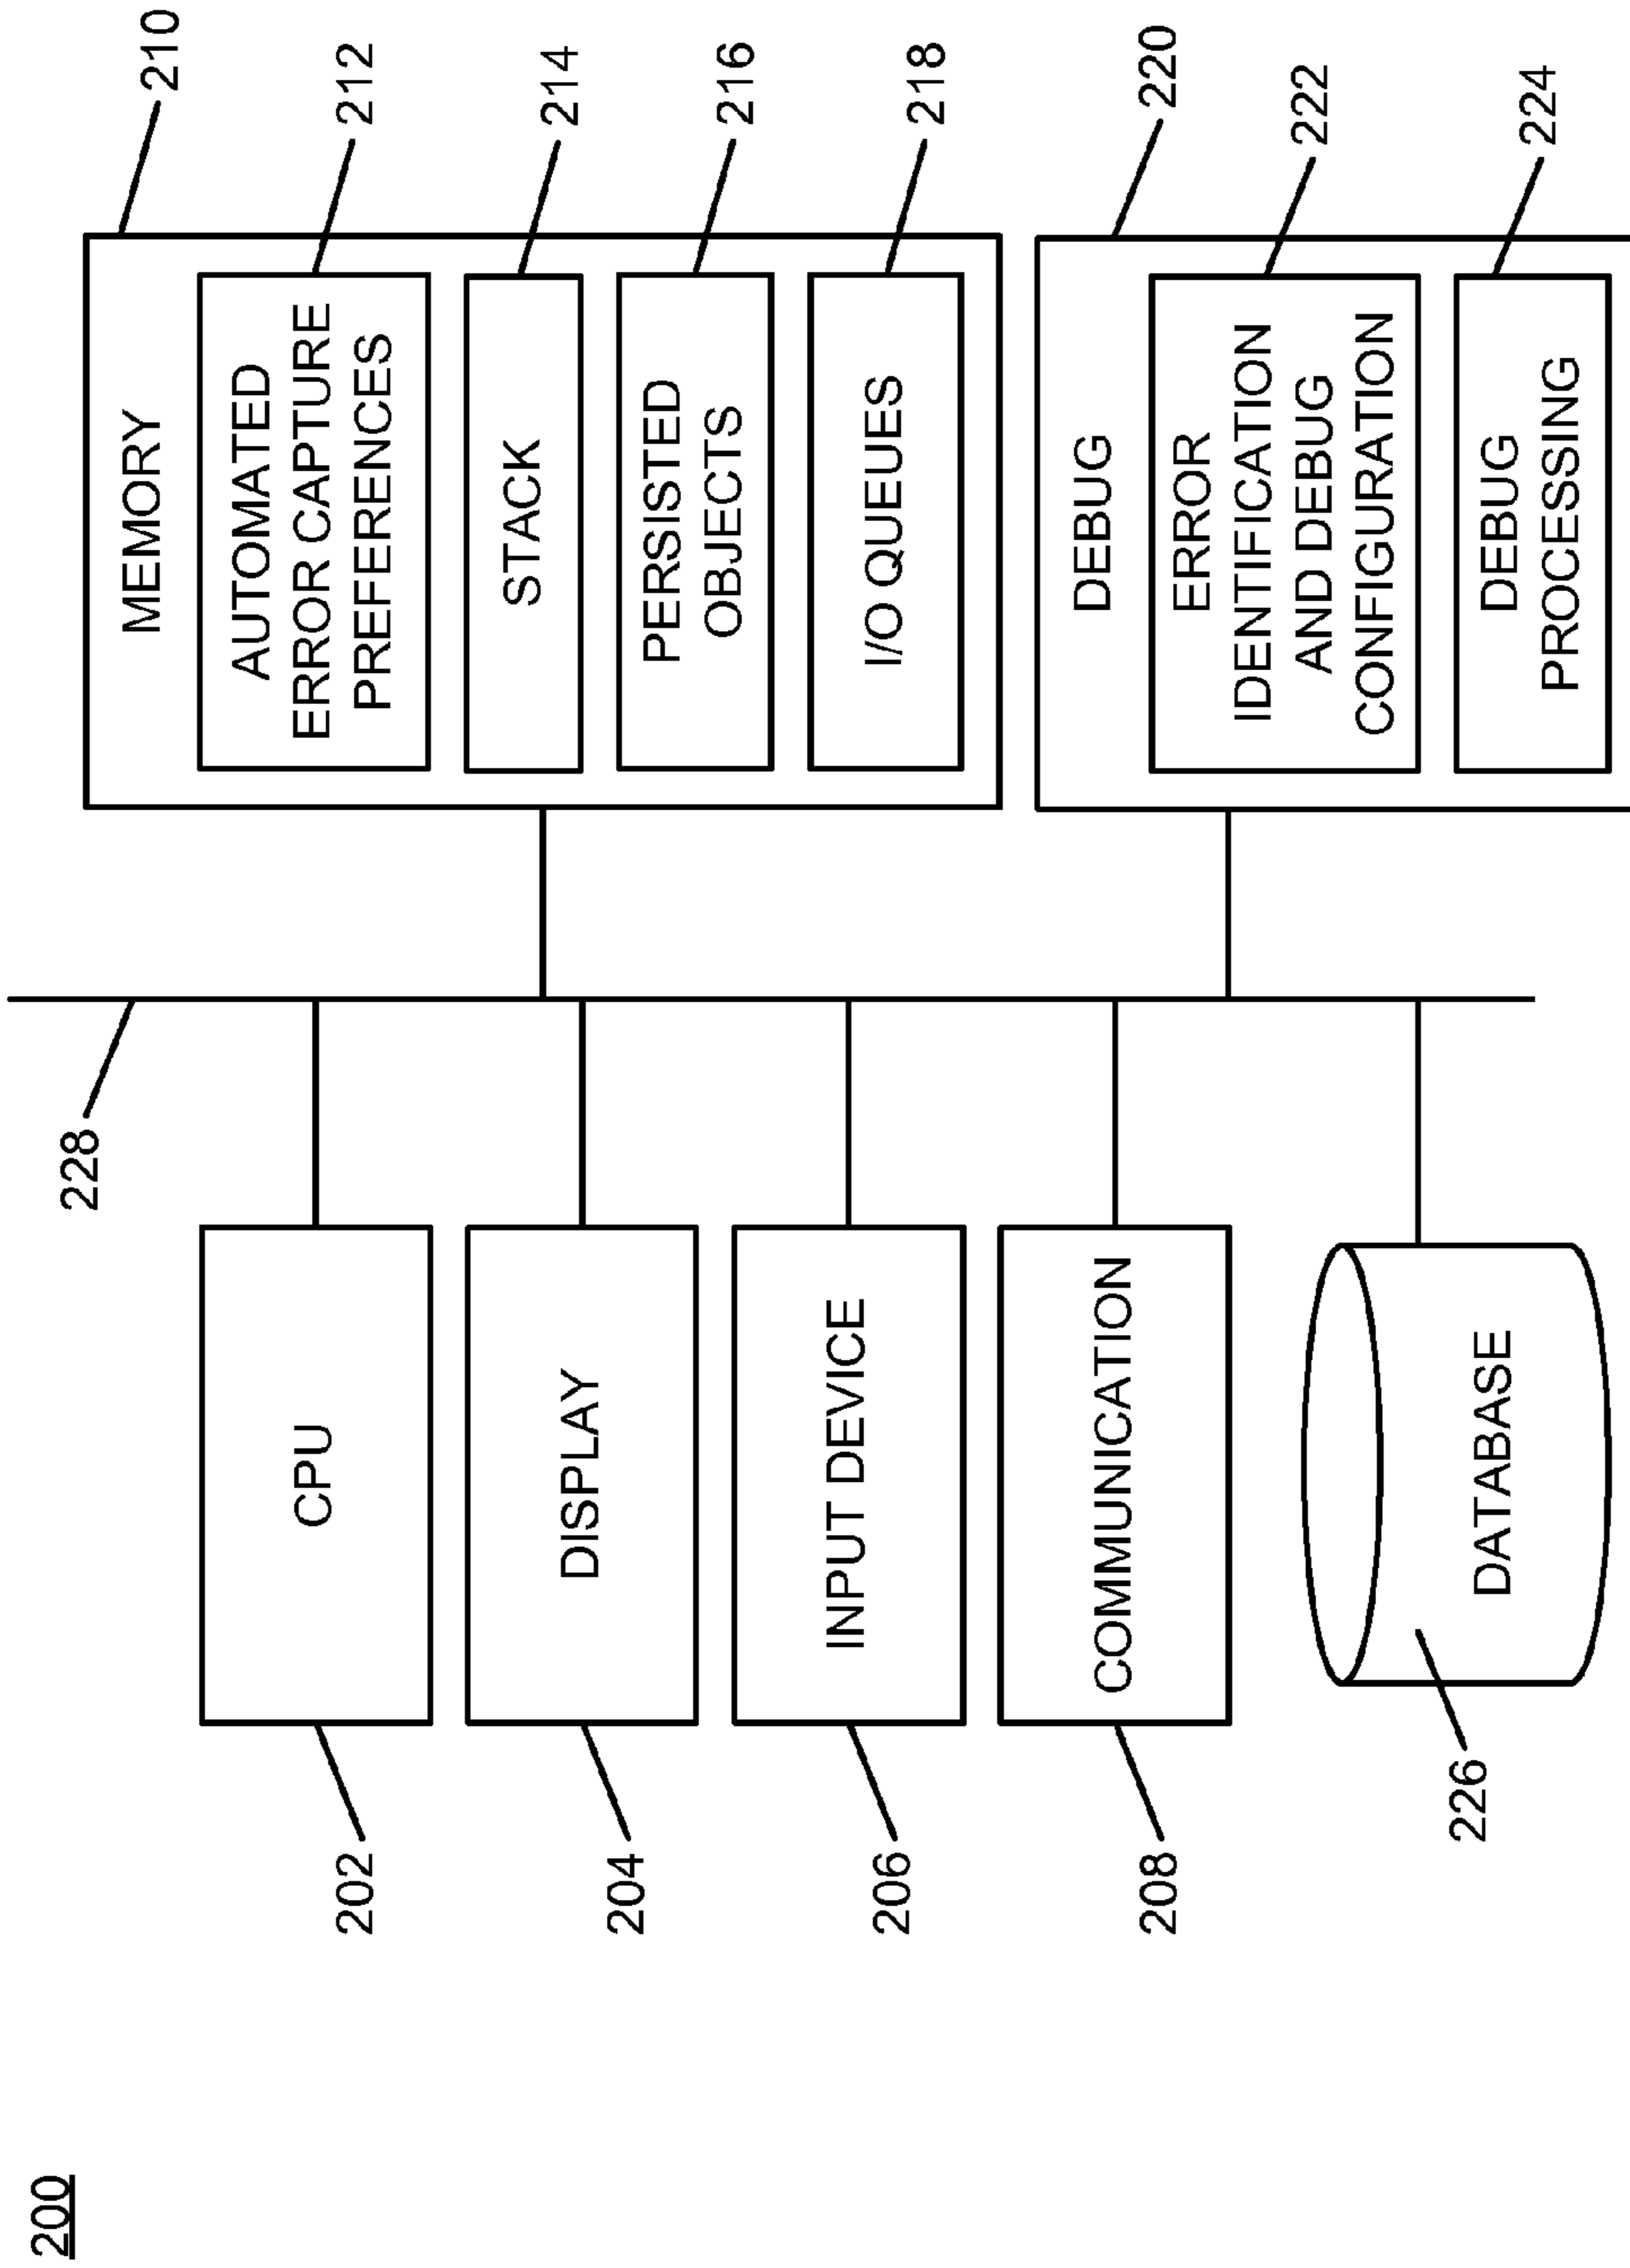 200
228
202
CPU
204
DISPLAY
206
INPUT DEVICE
208
COMMUNICATION
226
DATABASE
MEMORY
210
AUTOMATED
ERROR CAPTURE
PREFERENCES
212
STACK
214
PERSISTED
OBJECTS
216
I/O QUEUES
218
DEBUG
220
ERROR
IDENTIFICATION
AND DEBUG
CONFIGURATION
222
DEBUG
PROCESSING
224